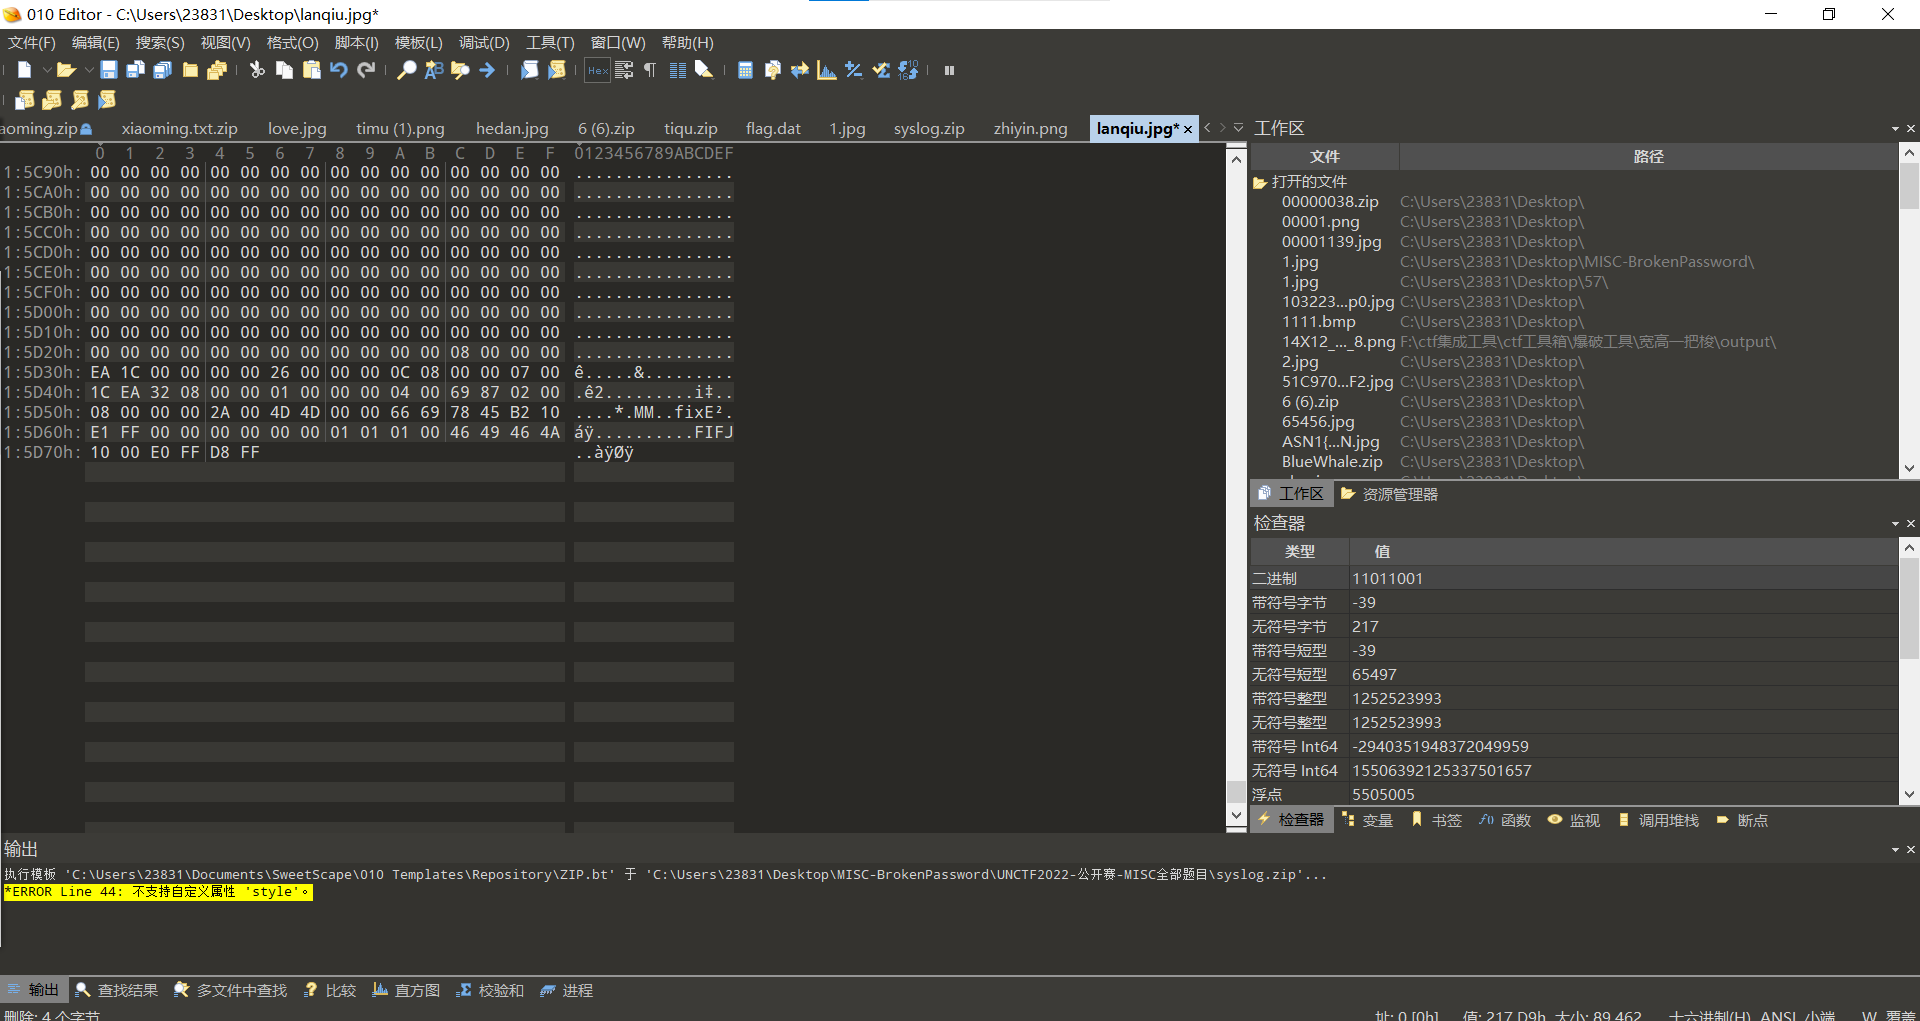 010 Editor - C:\Users\23831\Desktop\lanqiu.jpg*
文件(F) 编辑(E) 搜索(S) 视图(V) 格式(O) 脚本(I) 模板(L) 调试(D) 工具(T) 窗口(W) 帮助(H)
aoming.zip xiaoming.txt.zip love.jpg timu (1).png hedan.jpg 6 (6).zip tiqu.zip flag.dat 1.jpg syslog.zip zhiyin.png lanqiu.jpg*
0 1 2 3 4 5 6 7 8 9 A B C D E F 0123456789ABCDEF
1:5C90h: 00 00 00 00 00 00 00 00 00 00 00 00 00 00 00 00 ................
1:5CA0h: 00 00 00 00 00 00 00 00 00 00 00 00 00 00 00 00 ................
1:5CB0h: 00 00 00 00 00 00 00 00 00 00 00 00 00 00 00 00 ................
1:5CC0h: 00 00 00 00 00 00 00 00 00 00 00 00 00 00 00 00 ................
1:5CD0h: 00 00 00 00 00 00 00 00 00 00 00 00 00 00 00 00 ................
1:5CE0h: 00 00 00 00 00 00 00 00 00 00 00 00 00 00 00 00 ................
1:5CF0h: 00 00 00 00 00 00 00 00 00 00 00 00 00 00 00 00 ................
1:5D00h: 00 00 00 00 00 00 00 00 00 00 00 00 00 00 00 00 ................
1:5D10h: 00 00 00 00 00 00 00 00 00 00 00 00 00 00 00 00 ................
1:5D20h: 00 00 00 00 00 00 00 00 00 00 00 00 08 00 00 00 ................
1:5D30h: EA 1C 00 00 00 00 26 00 00 00 0C 08 00 00 07 00 ê.....&.........
1:5D40h: 1C EA 32 08 00 00 01 00 00 00 04 00 69 87 02 00 .ê2.........i‡..
1:5D50h: 08 00 00 00 2A 00 4D 4D 00 00 66 69 78 45 B2 10 ....*.MM..fixE².
1:5D60h: E1 FF 00 00 00 00 00 00 01 01 01 00 46 49 46 4A áÿ..........FIFJ
1:5D70h: 10 00 E0 FF D8 FF ..àÿØÿ
工作区
文件 路径
打开的文件
00000038.zip C:\Users\23831\Desktop\
00001.png C:\Users\23831\Desktop\
00001139.jpg C:\Users\23831\Desktop\
1.jpg C:\Users\23831\Desktop\MISC-BrokenPassword\
1.jpg C:\Users\23831\Desktop\57\
103223...p0.jpg C:\Users\23831\Desktop\
1111.bmp C:\Users\23831\Desktop\
14X12_..._8.png F:\ctf集成工具\ctf工具箱\爆破工具\宽高一把梭\output\
2.jpg C:\Users\23831\Desktop\
51C970...F2.jpg C:\Users\23831\Desktop\
6 (6).zip C:\Users\23831\Desktop\
65456.jpg C:\Users\23831\Desktop\
ASN1{...N.jpg C:\Users\23831\Desktop\
BlueWhale.zip C:\Users\23831\Desktop\
工作区 资源管理器
检查器
类型 值
二进制 11011001
带符号字节 -39
无符号字节 217
带符号短型 -39
无符号短型 65497
带符号整型 1252523993
无符号整型 1252523993
带符号 Int64 -2940351948372049959
无符号 Int64 15506392125337501657
浮点 5505005
检查器 变量 书签 函数 监视 调用堆栈 断点
输出
执行模板 'C:\Users\23831\Documents\SweetScape\010 Templates\Repository\ZIP.bt' 于 'C:\Users\23831\Desktop\MISC-BrokenPassword\UNCTF2022-公开赛-MISC全部题目\syslog.zip'...
*ERROR Line 44: 不支持自定义属性 'style'。
输出 查找结果 多文件中查找 比较 直方图 校验和 进程
删除: 4 个字节 址: 0 [0h] 值: 217 D9h 大小: 89,462 十六进制(H) ANSI 小端 W 覆盖